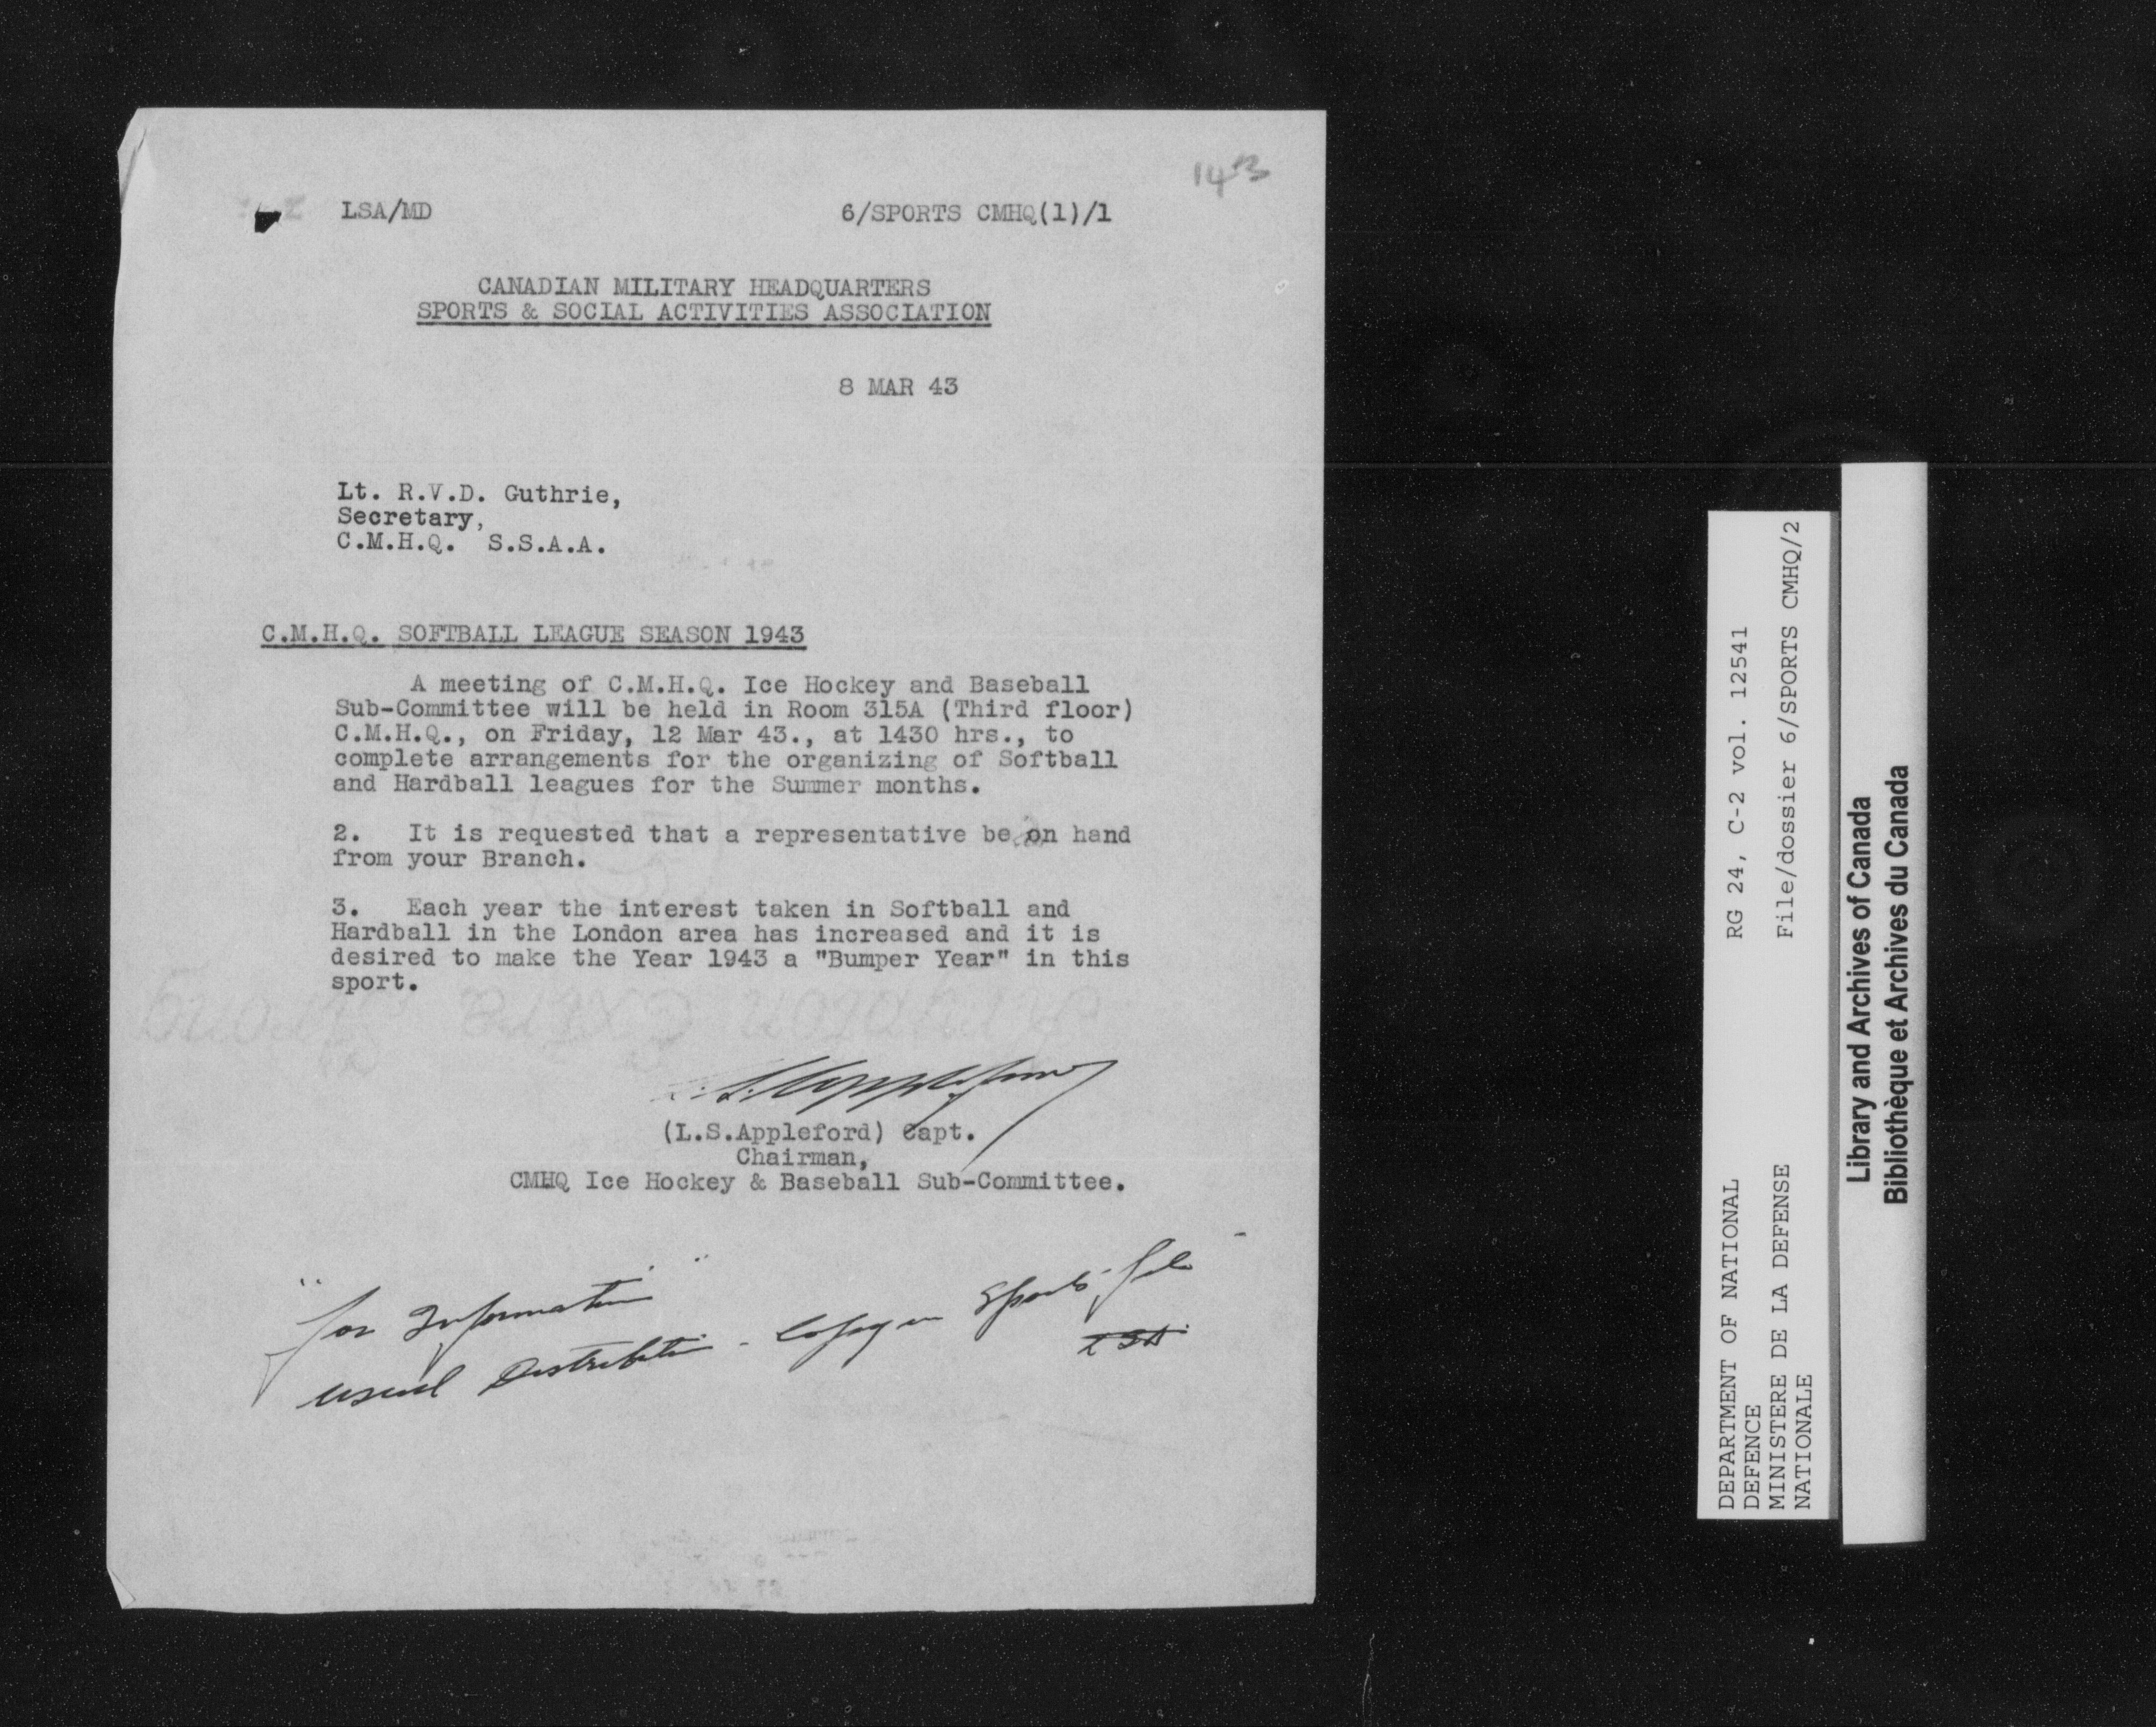 143
LSA/MD 6/SPORTS CMHQ(1)/1
CANADIAN MILITARY HEADQUARTERS
SPORTS & SOCIAL ACTIVITIES ASSOCIATION
8 MAR 43
Lt. R.V.D. Guthrie,
Secretary,
C.M.H.Q. S.S.A.A.
C.M.H.Q. SOFTBALL LEAGUE SEASON 1943
A meeting of C.M.H.Q. Ice Hockey and Baseball
Sub-Committee will be held in Room 315A (Third floor)
C.M.H.Q., on Friday, 12 Mar 43., at 1430 hrs., to
complete arrangements for the organizing of Softball
and Hardball leagues for the Summer months.
2. It is requested that a representative be on hand
from your Branch.
3. Each year the interest taken in Softball and
Hardball in the London area has increased and it is
desired to make the Year 1943 a "Bumper Year" in this
sport.
L.S. Appleford
(L.S.Appleford) Capt.
Chairman,
CMHQ Ice Hockey & Baseball Sub-Committee.
"for Information"
usual Distribution - Copy on Sports file
LSA
DEPARTMENT OF NATIONAL RG 24, C-2 vol. 12541
DEFENCE
MINISTERE DE LA DEFENSE File/dossier 6/SPORTS CMHQ/2
NATIONALE
Library and Archives of Canada
Bibliothèque et Archives du Canada